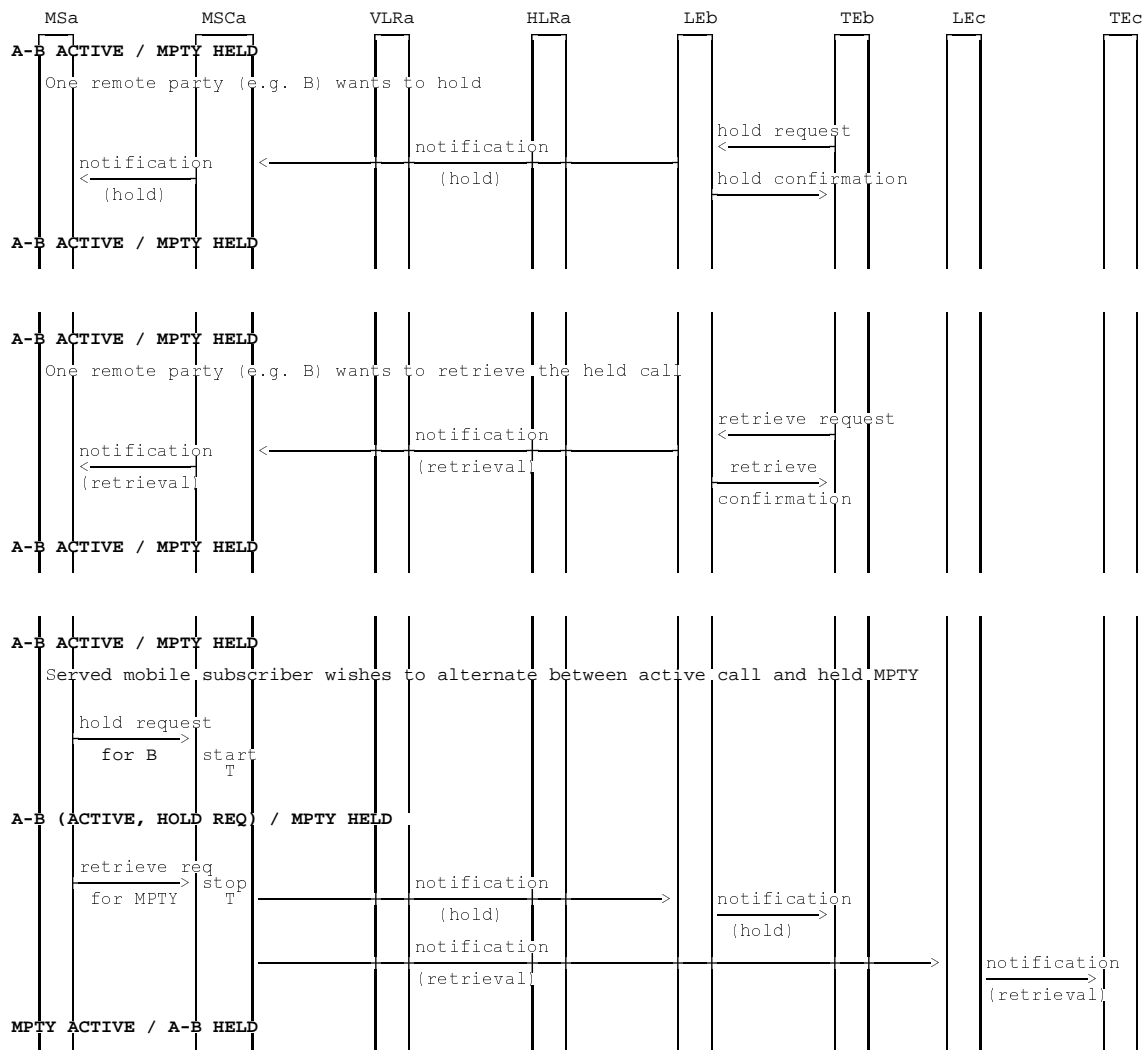 MSa MSCa VLRa HLRa LEb TEb LEc TEc
A-B ACTIVE / MPTY HELD
One remote party (e.g. B) wants to hold
hold request
notification
notification
(hold)
hold confirmation
(hold)
A-B ACTIVE / MPTY HELD
A-B ACTIVE / MPTY HELD
One remote party (e.g. B) wants to retrieve the held call
retrieve request
notification
notification
(retrieval)
retrieve
(retrieval)
confirmation
A-B ACTIVE / MPTY HELD
A-B ACTIVE / MPTY HELD
Served mobile subscriber wishes to alternate between active call and held MPTY
hold request
for B start
T
A-B (ACTIVE, HOLD REQ) / MPTY HELD
retrieve req
stop notification
for MPTY T notification
(hold)
(hold)
notification
notification
(retrieval)
(retrieval)
MPTY ACTIVE / A-B HELD